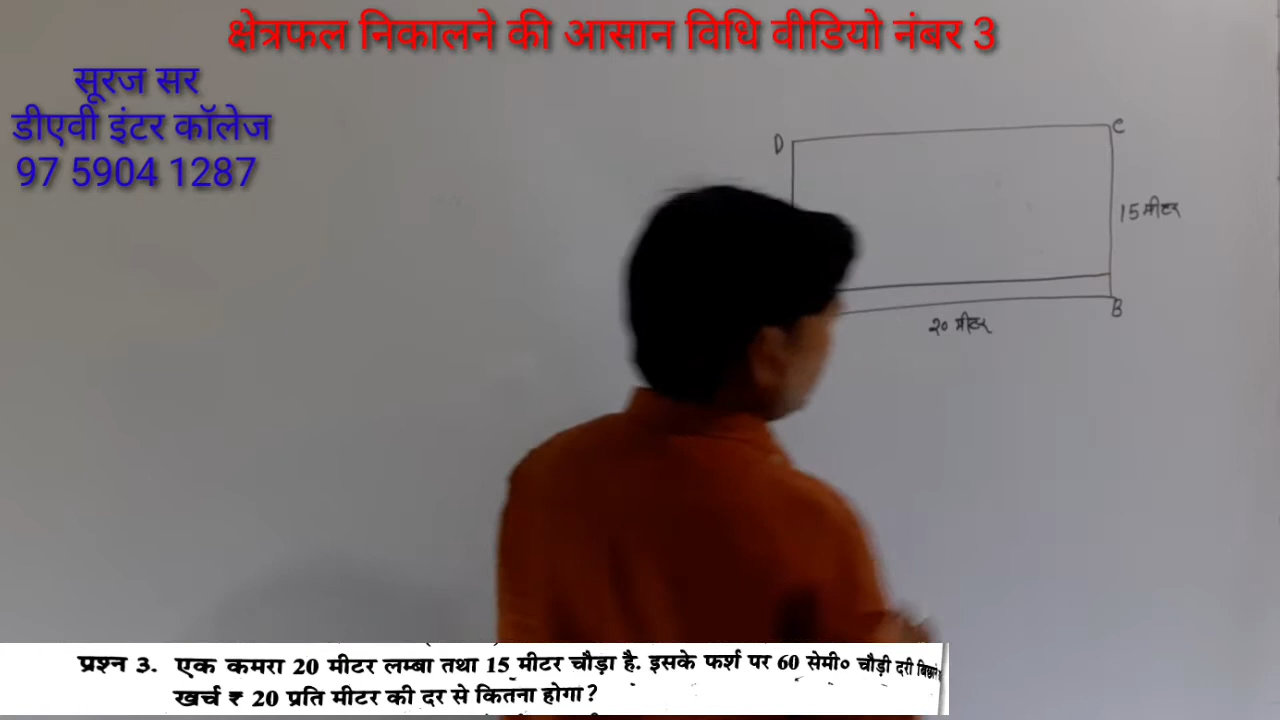 क्षेत्रफल निकालने की आसान विधि वीडियो नंबर 3
सूरज सर
डीएवी इंटर कॉलेज
97 5904 1287
D
C
15 मीटर
B
20 मीटर
प्रश्न 3. एक कमरा 20 मीटर लम्बा तथा 15 मीटर चौड़ा है. इसके फर्श पर 60 सेमी० चौड़ी दरी बिछाने
खर्च ₹ 20 प्रति मीटर की दर से कितना होगा?